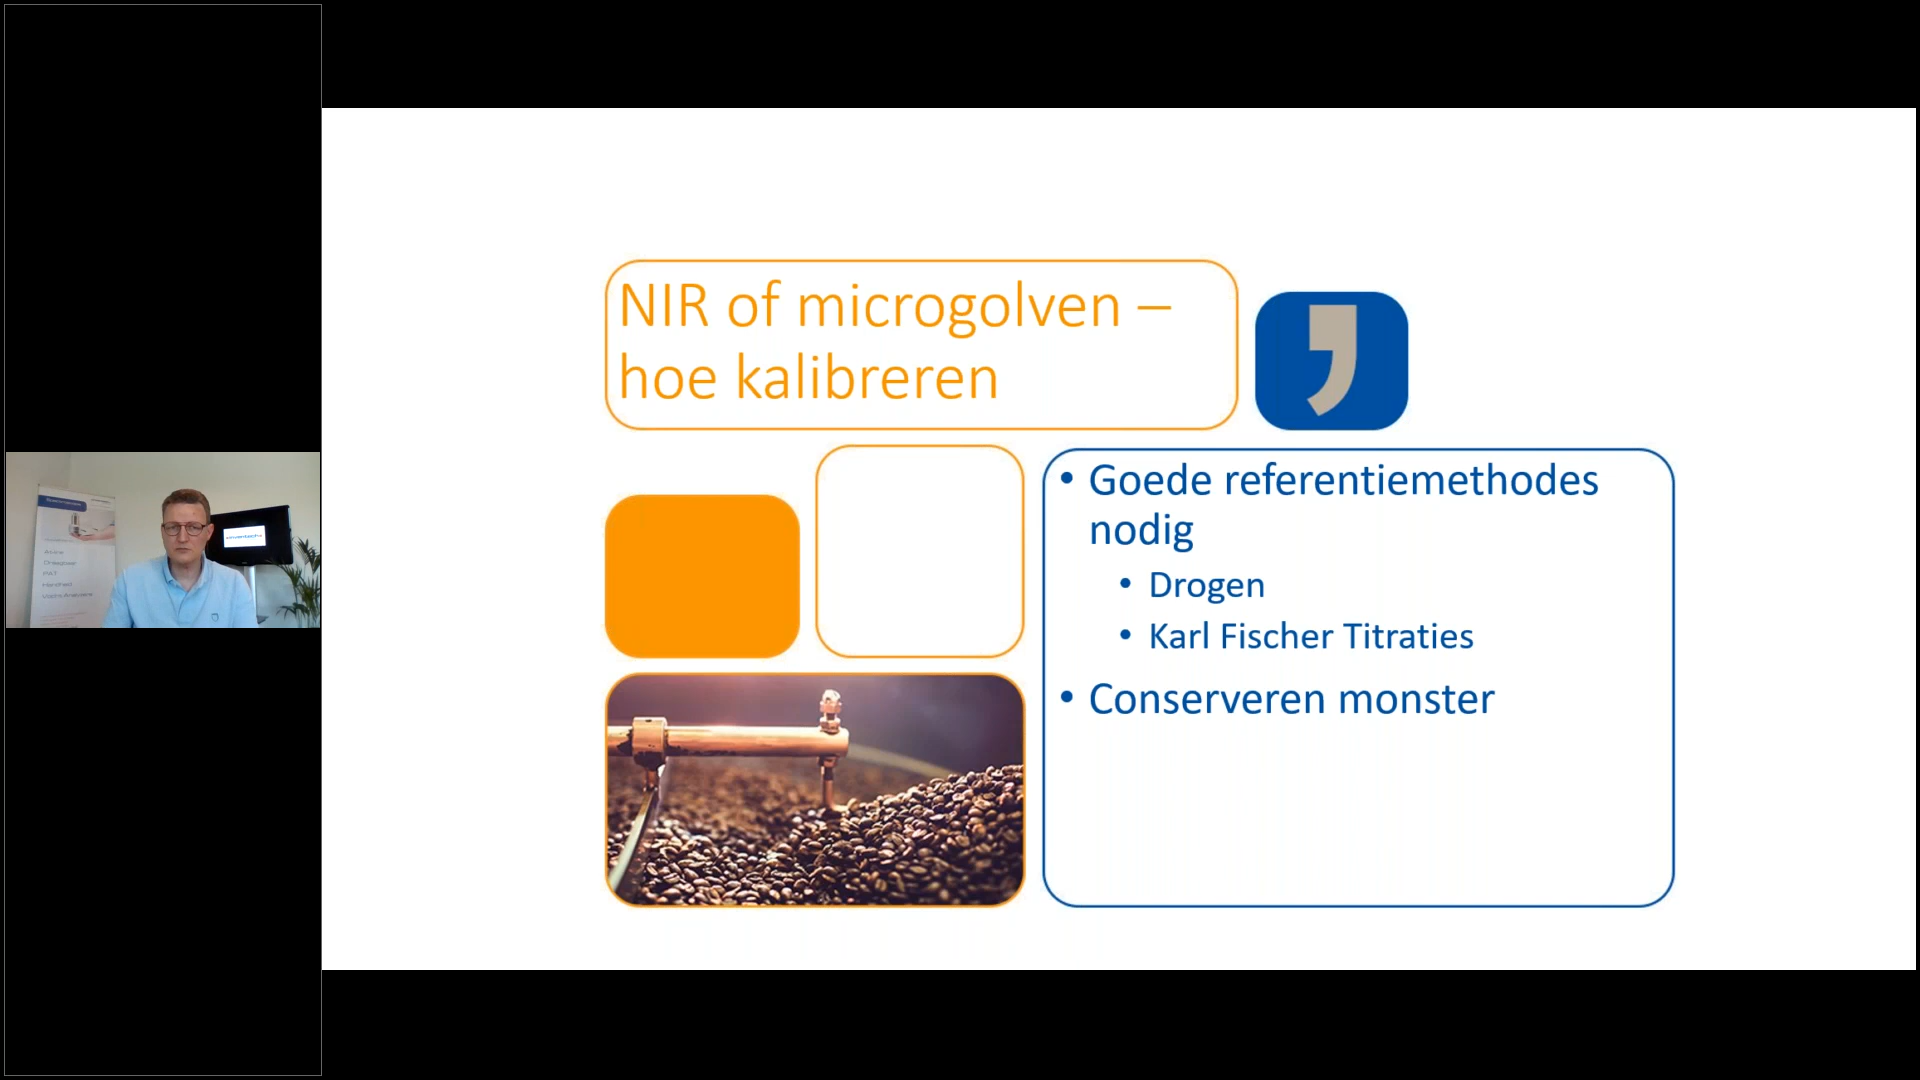 NIR of microgolven –
hoe kalibreren
• Goede referentiemethodes
nodig
• Drogen
• Karl Fischer Titraties
• Conserveren monster